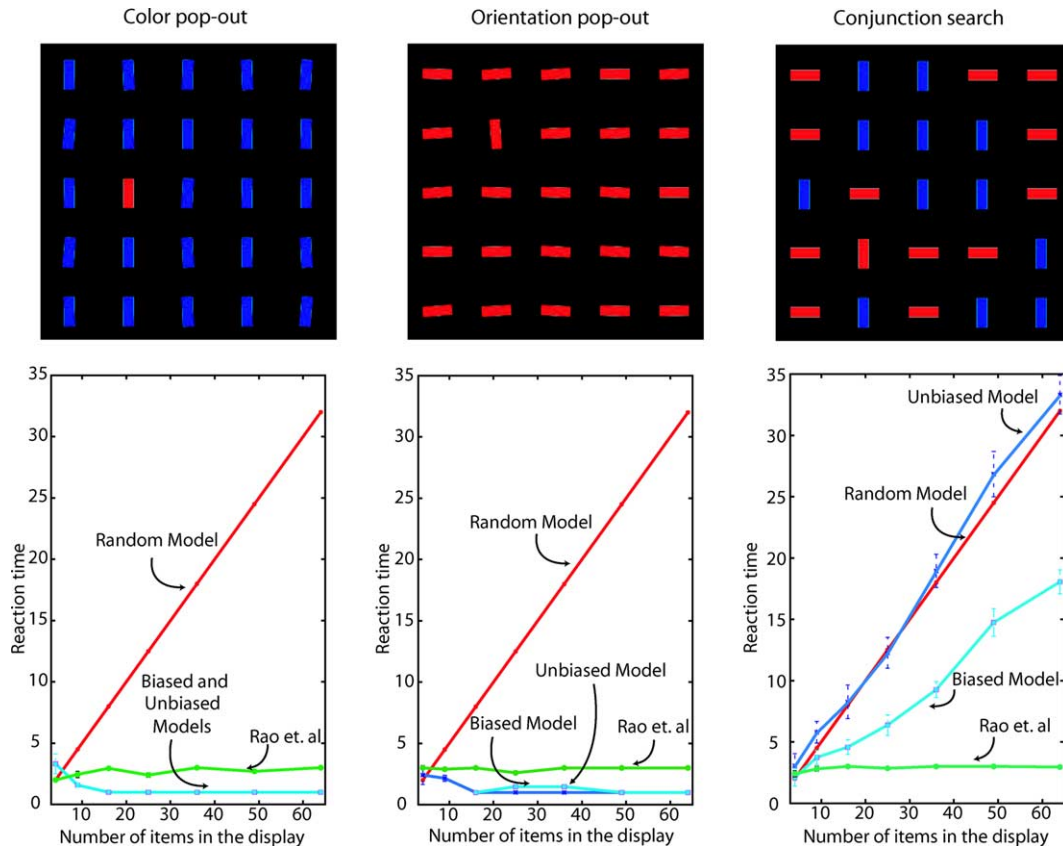 Color pop-out
Orientation pop-out
Conjunction search
35
30
25
20
15
10
5
0
Reaction time
Random Model
Biased and
Unbiased
Models
Rao et. al
10 20 30 40 50 60
Number of items in the display
35
30
25
20
15
10
5
0
Reaction time
Random Model
Unbiased Model
Biased Model
Rao et. al
10 20 30 40 50 60
Number of items in the display
35
30
25
20
15
10
5
0
Reaction time
Unbiased Model
Random Model
Biased Model
Rao et. al
10 20 30 40 50 60
Number of items in the display